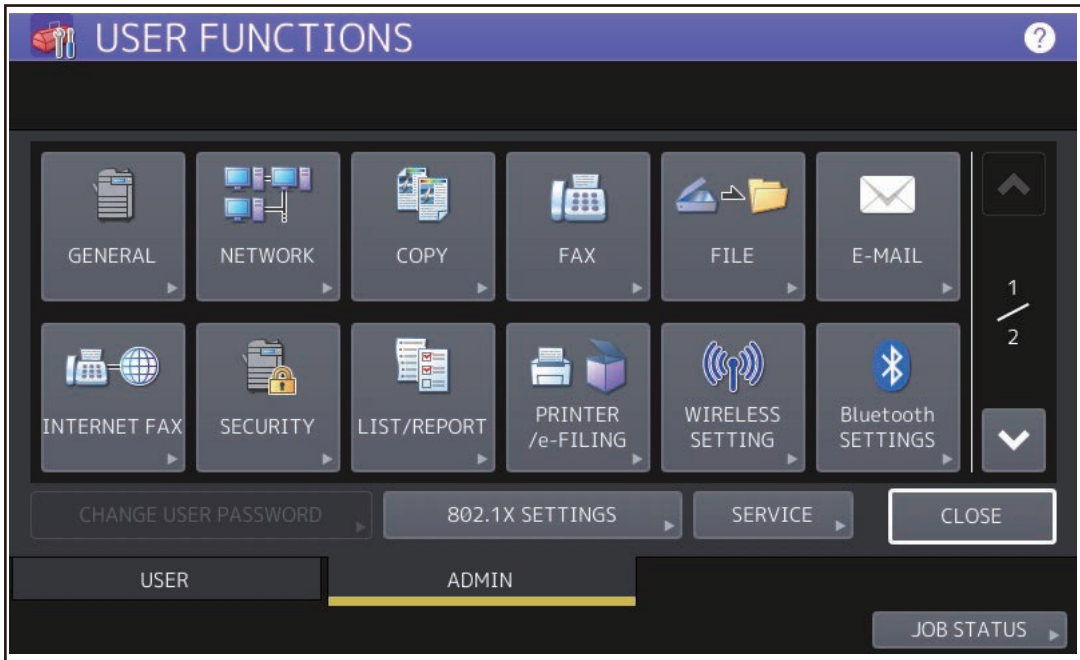 USER FUNCTIONS
?
GENERAL
NETWORK
COPY
FAX
FILE
E-MAIL
1
2
INTERNET FAX
SECURITY
LIST/REPORT
PRINTER
/e-FILING
WIRELESS
SETTING
Bluetooth
SETTINGS
CHANGE USER PASSWORD
802.1X SETTINGS
SERVICE
CLOSE
USER
ADMIN
JOB STATUS